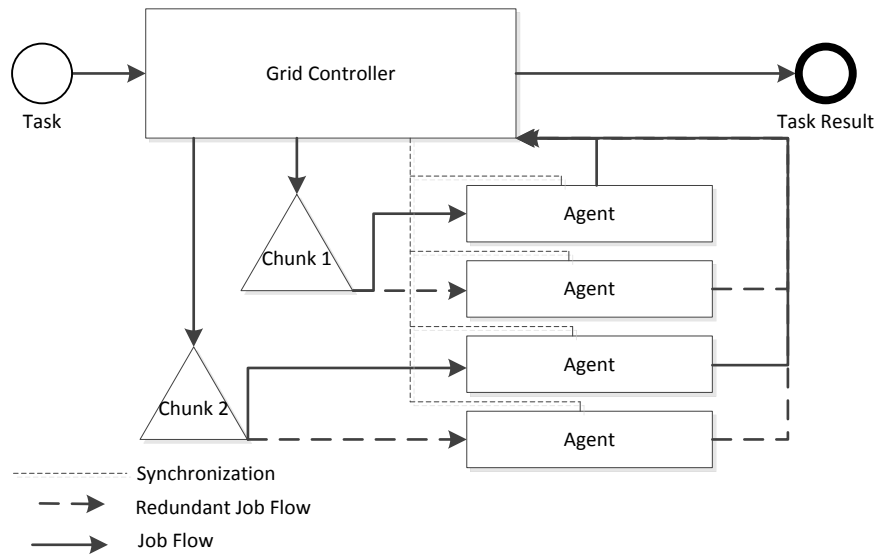 Grid Controller
Task
Task Result
Agent
Chunk 1
Agent
Agent
Chunk 2
Agent
Synchronization
Redundant Job Flow
Job Flow